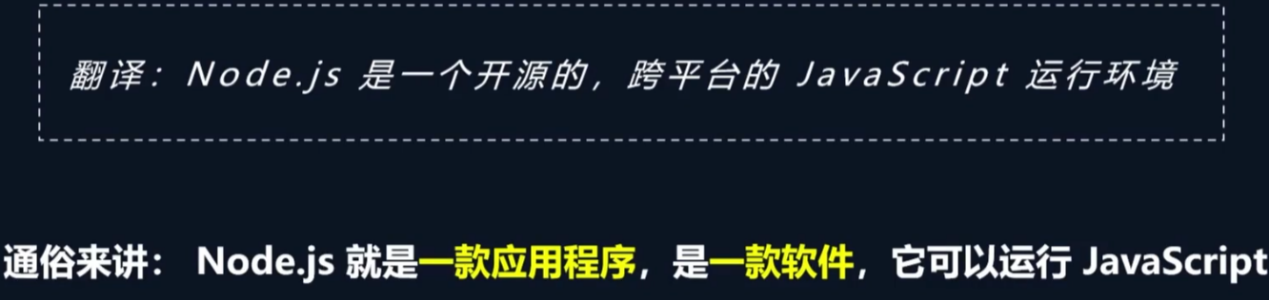 翻译：Node.js 是一个开源的，跨平台的 JavaScript 运行环境
通俗来讲： Node.js 就是一款应用程序，是一款软件，它可以运行 JavaScript